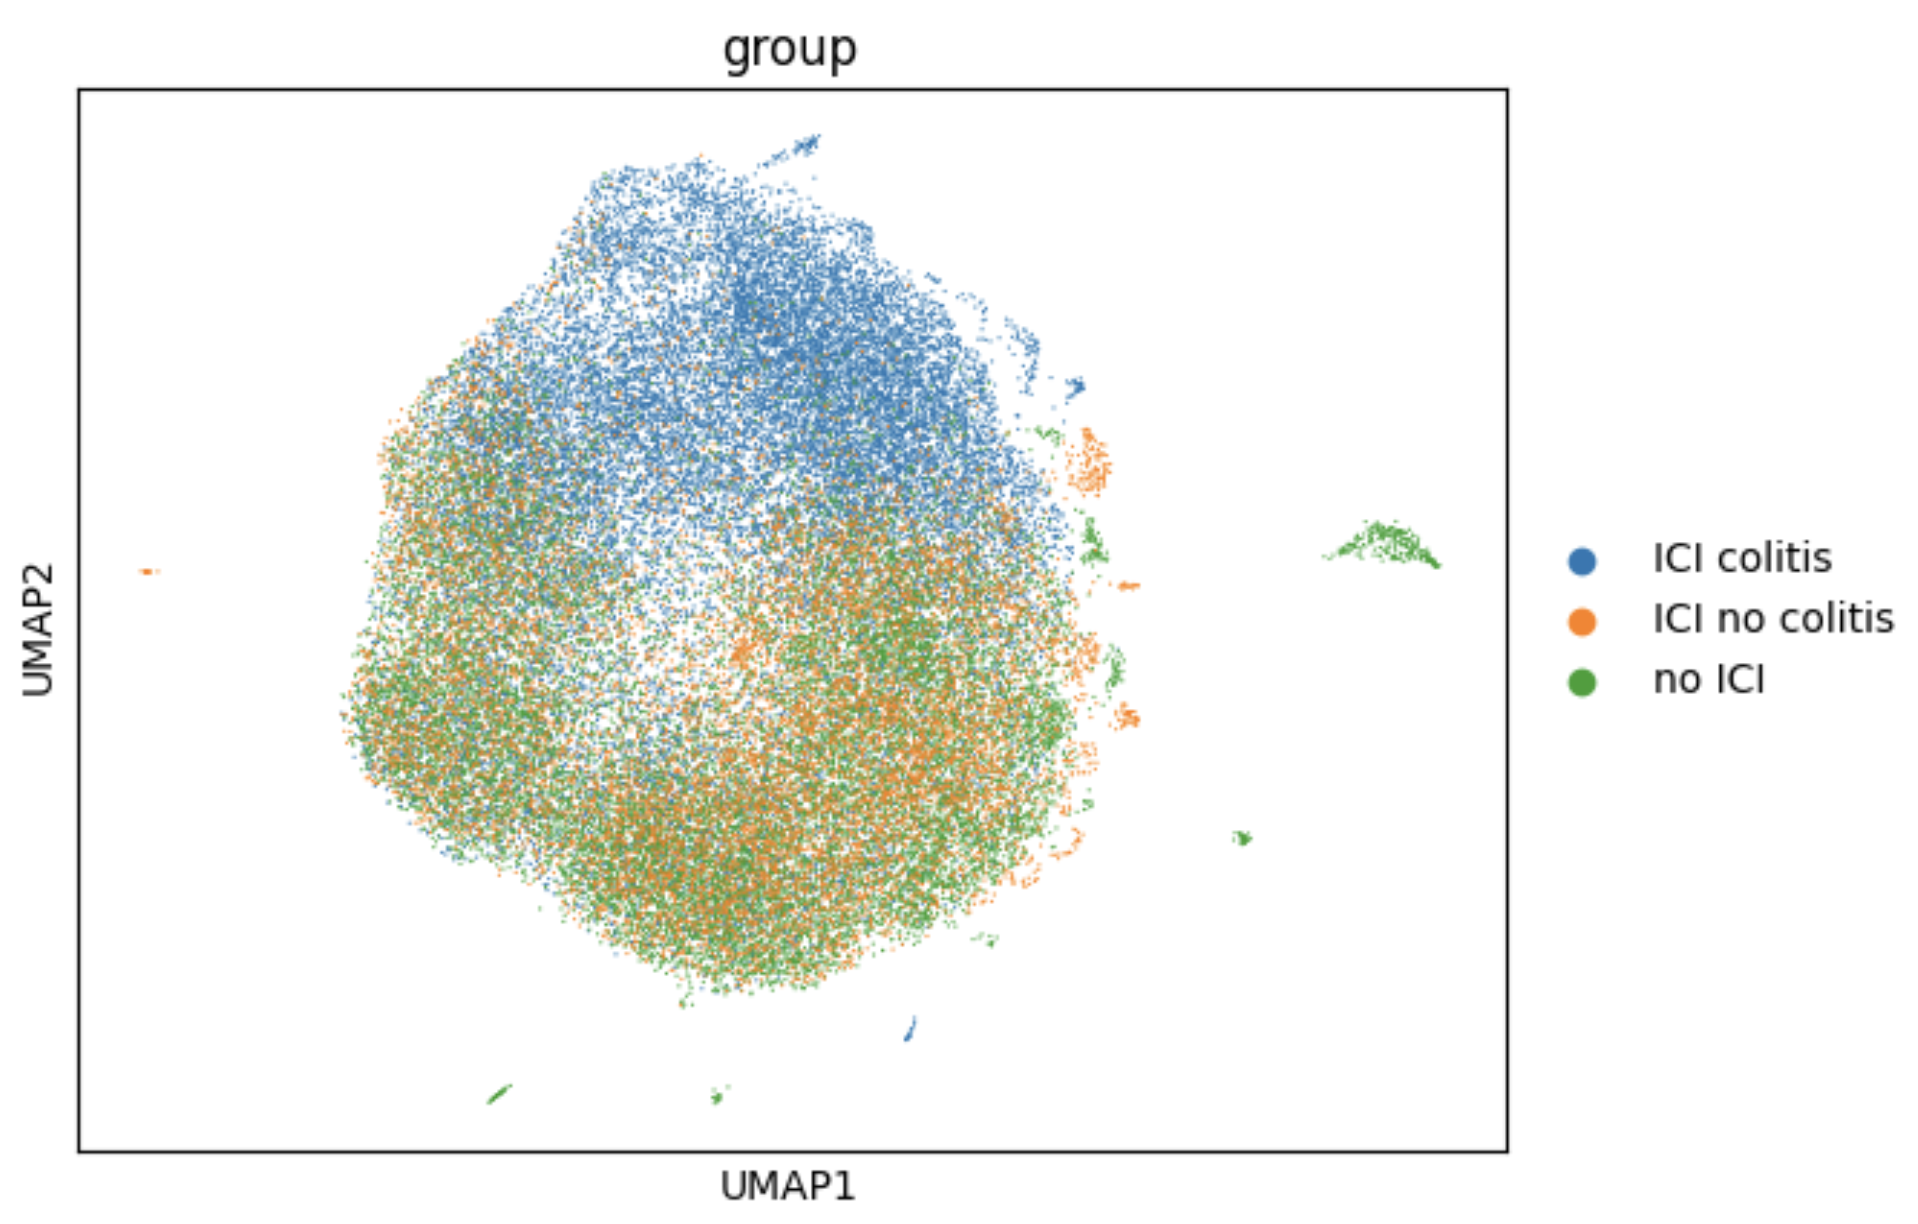 group
UMAP2
UMAP1
ICI colitis
ICI no colitis
no ICI